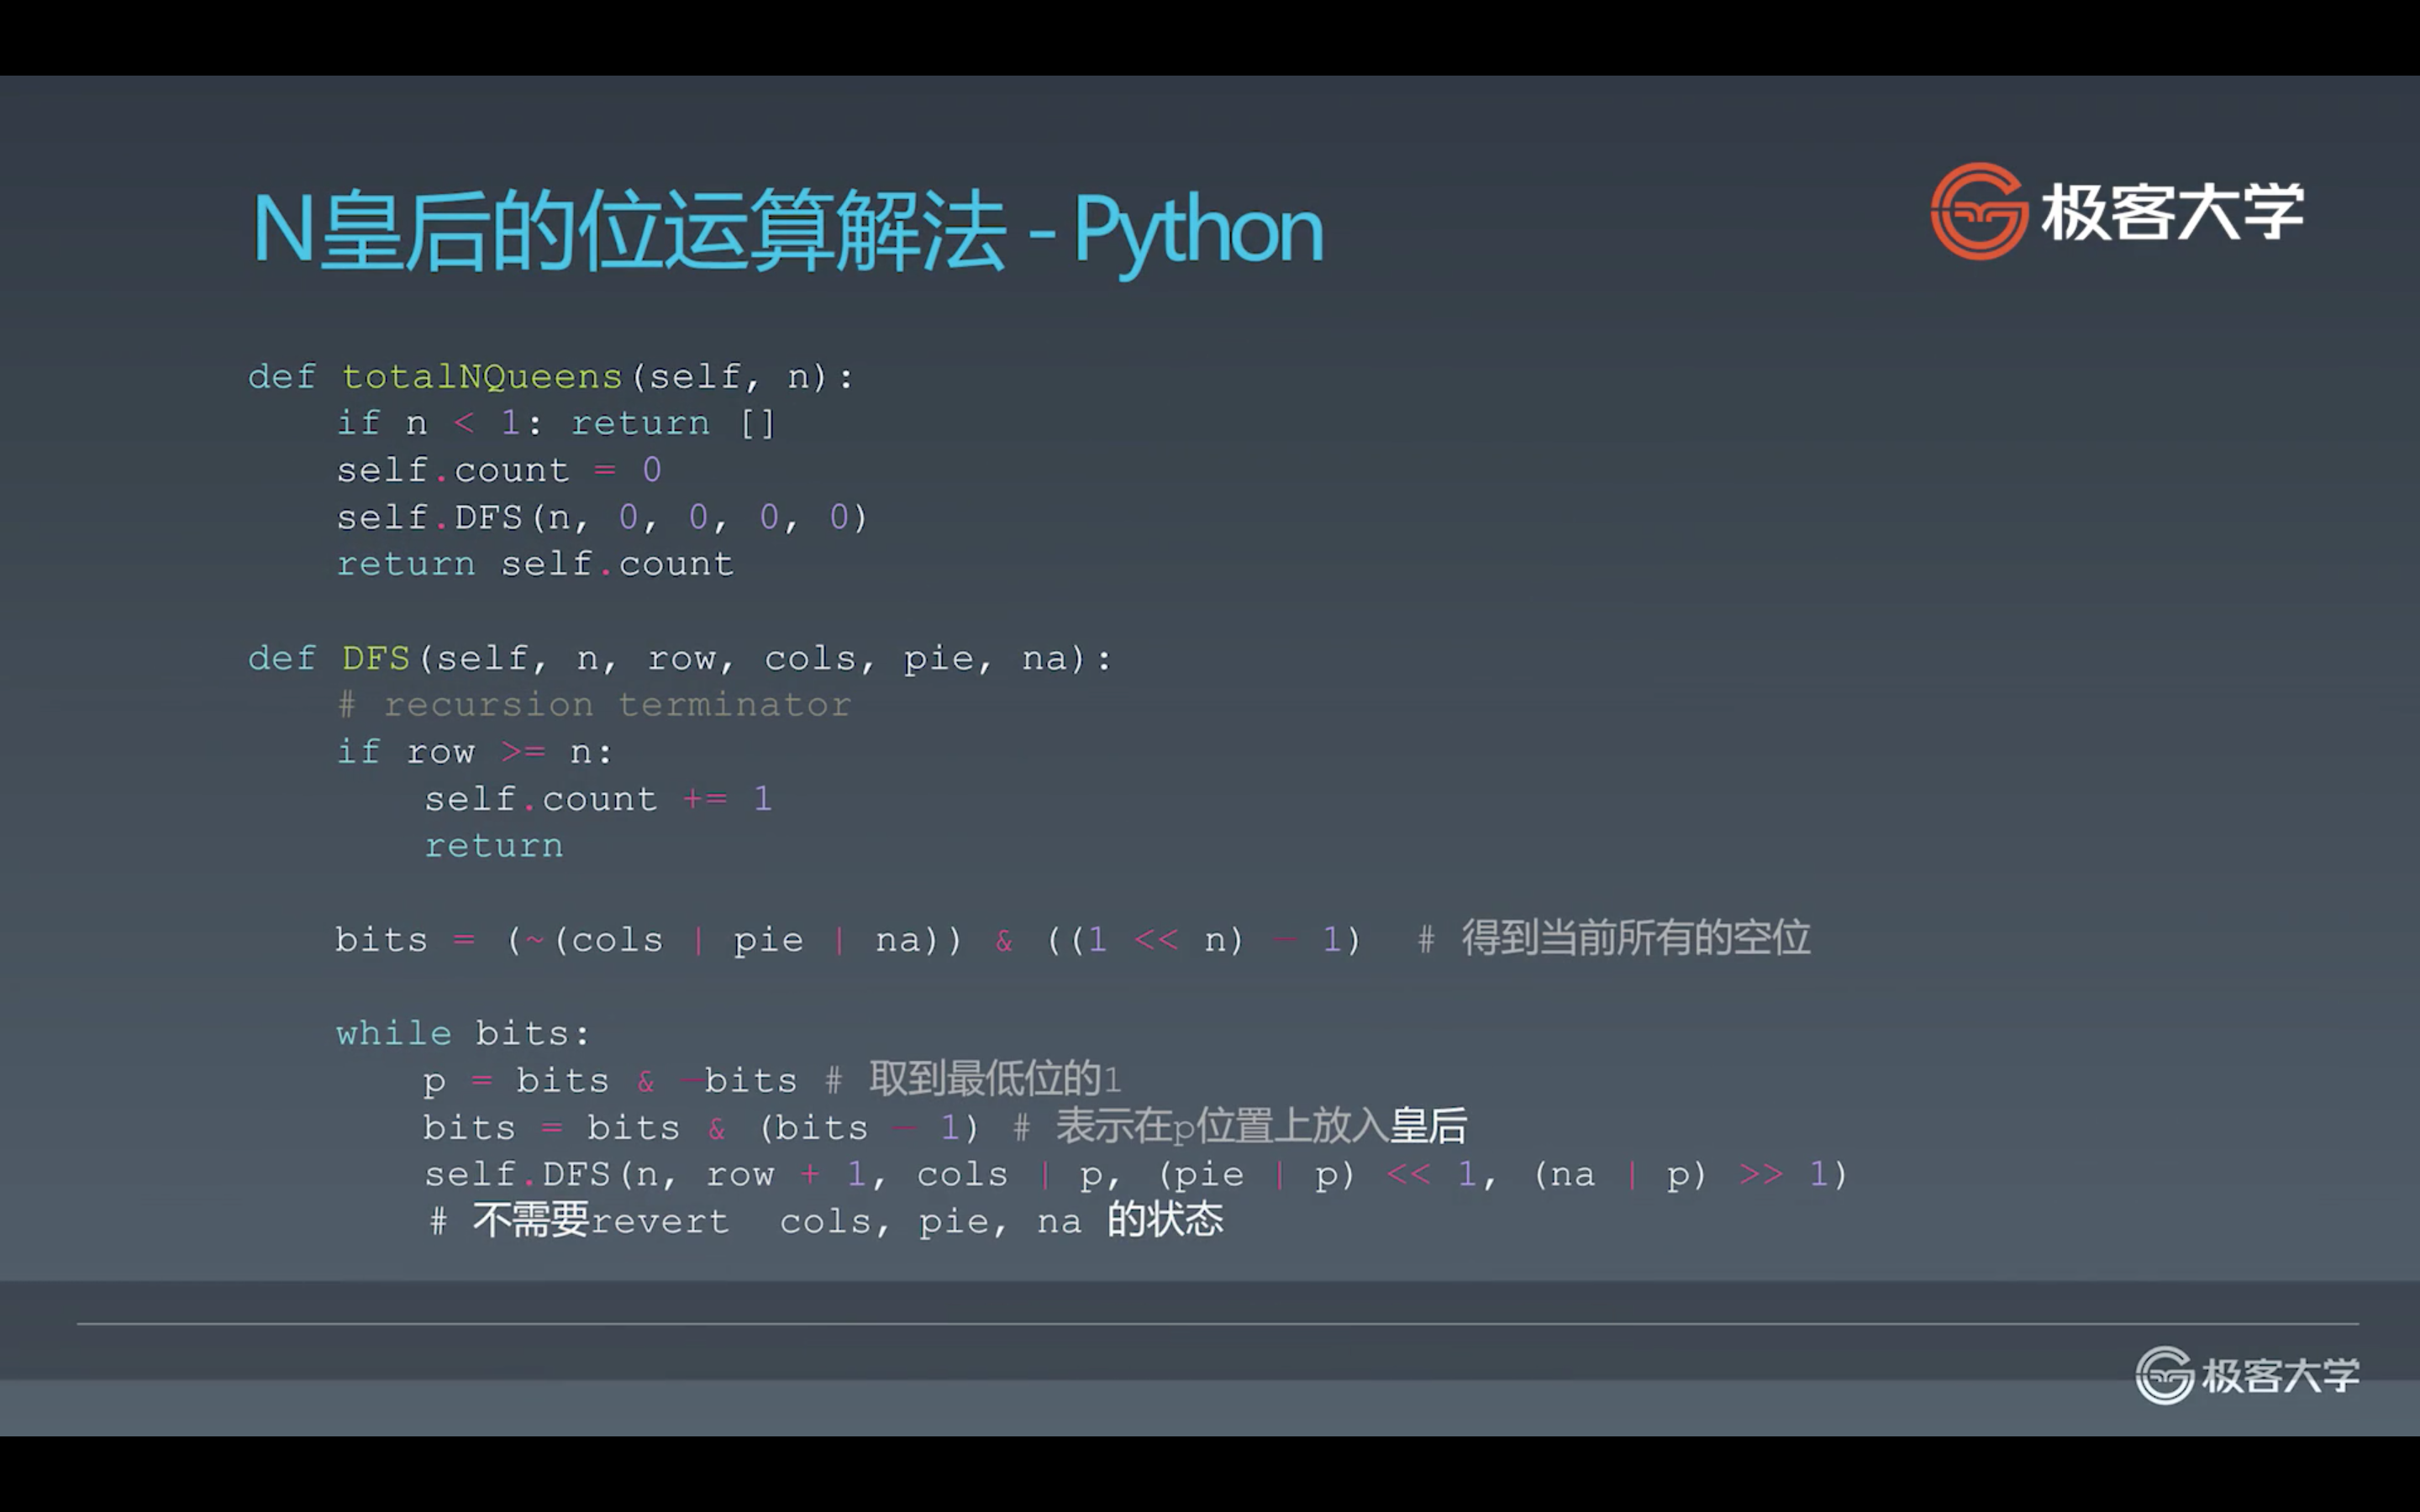 N皇后的位运算解法 - Python
极客大学
def totalNQueens(self, n):
    if n < 1: return []
    self.count = 0
    self.DFS(n, 0, 0, 0, 0)
    return self.count
def DFS(self, n, row, cols, pie, na):
    # recursion terminator
    if row >= n:
        self.count += 1
        return
    bits = (~(cols | pie | na)) & ((1 << n) - 1)  # 得到当前所有的空位
    while bits:
        p = bits & -bits # 取到最低位的1
        bits = bits & (bits - 1) # 表示在p位置上放入皇后
        self.DFS(n, row + 1, cols | p, (pie | p) << 1, (na | p) >> 1)
        # 不需要revert  cols, pie, na 的状态
极客大学